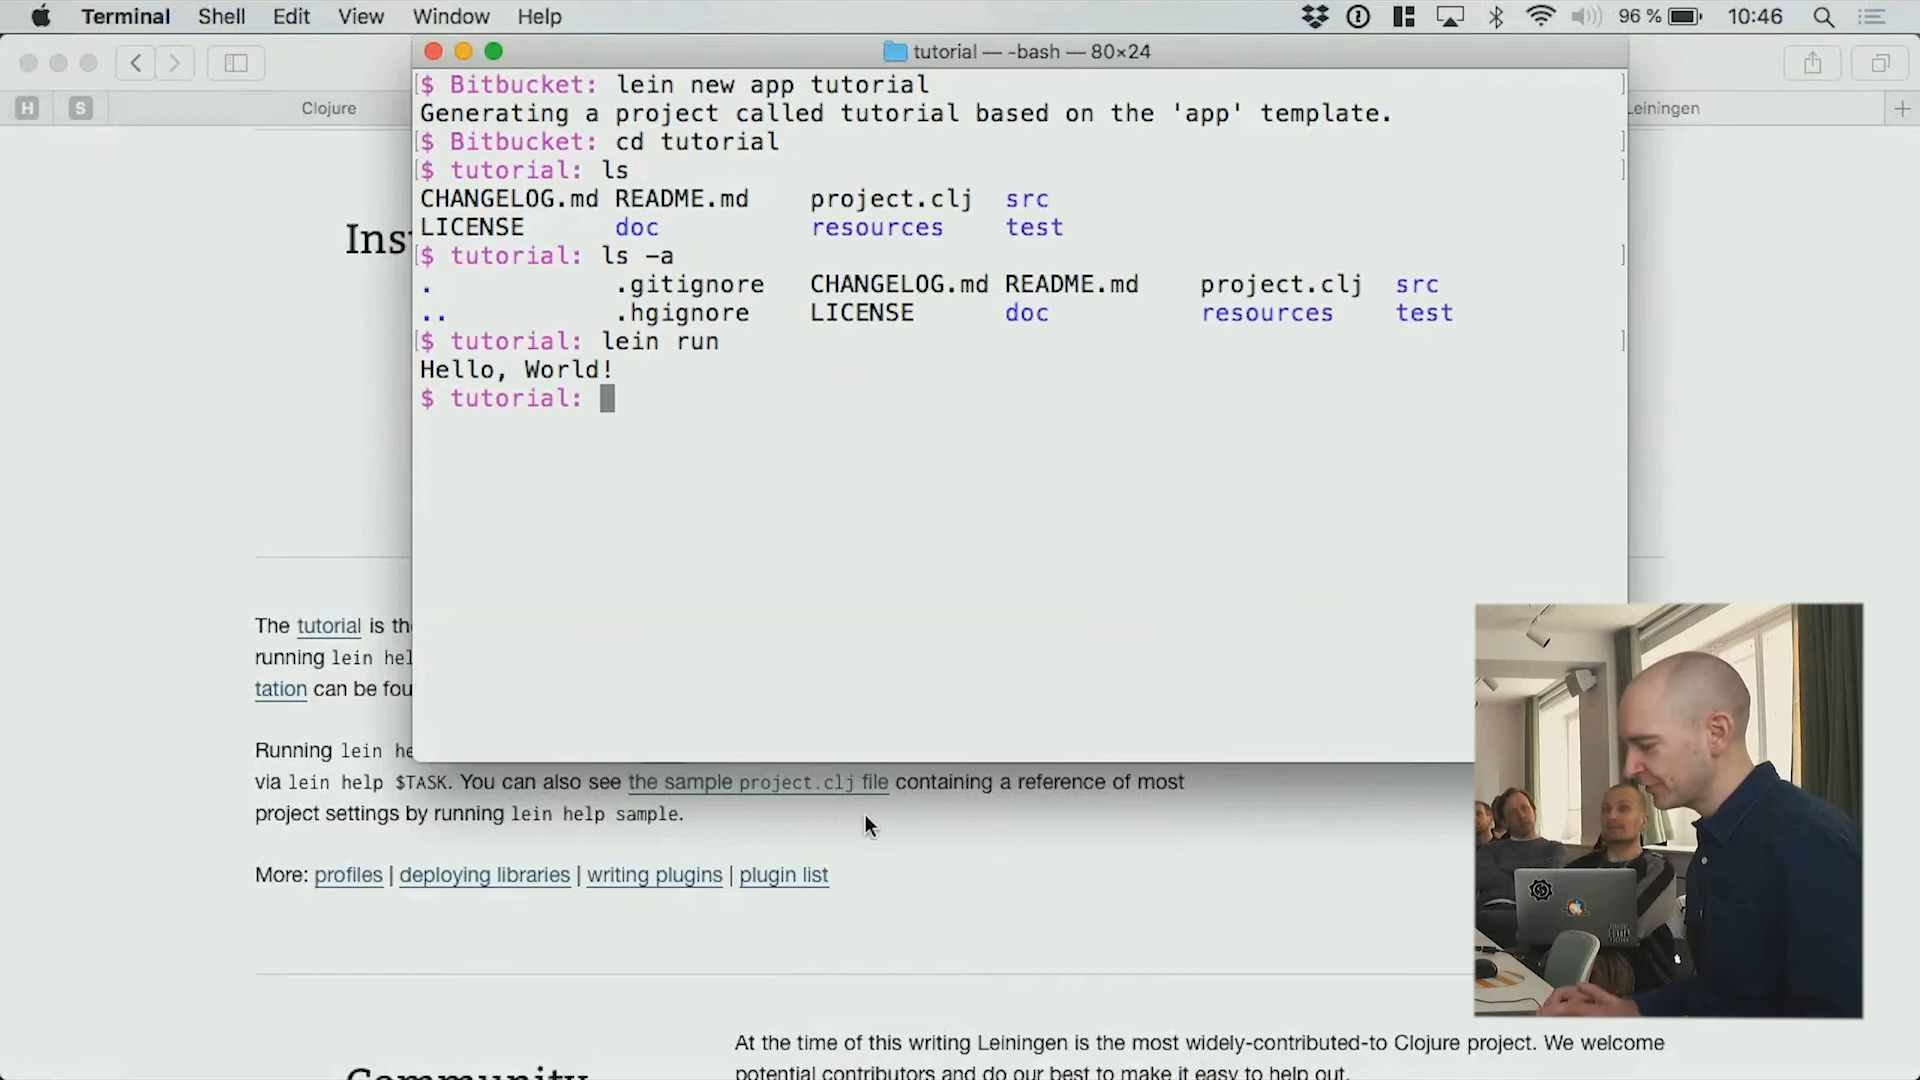 Terminal Shell Edit View Window Help 96 % 10:46
tutorial — -bash — 80×24
H S Clojure Leiningen
$ Bitbucket: lein new app tutorial
Generating a project called tutorial based on the 'app' template.
$ Bitbucket: cd tutorial
$ tutorial: ls
CHANGELOG.md README.md project.clj src
LICENSE doc resources test
$ tutorial: ls -a
. .gitignore CHANGELOG.md README.md project.clj src
.. .hgignore LICENSE doc resources test
$ tutorial: lein run
Hello, World!
$ tutorial:
Ins
The tutorial is th
running lein hel
tation can be fou
Running lein he
via lein help $TASK. You can also see the sample project.clj file containing a reference of most
project settings by running lein help sample.
More: profiles | deploying libraries | writing plugins | plugin list
At the time of this writing Leiningen is the most widely-contributed-to Clojure project. We welcome
Community potential contributors and do our best to make it easy to help out.